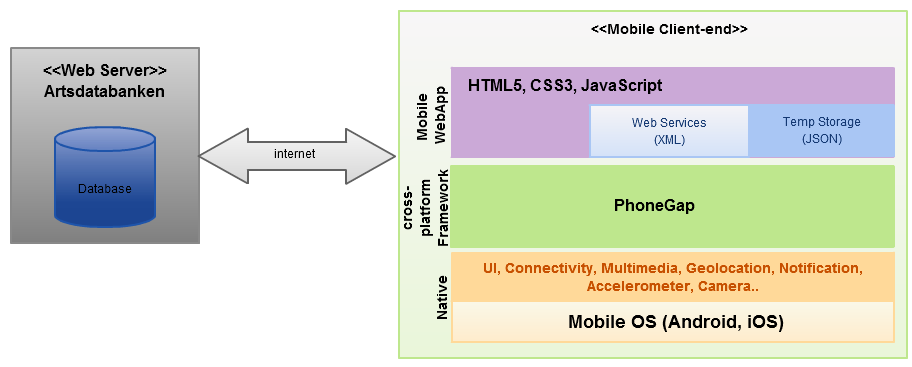 <<Web Server>>
Artsdatabanken
Database
internet
<<Mobile Client-end>>
Mobile
WebApp
HTML5, CSS3, JavaScript
Web Services
(XML)
Temp Storage
(JSON)
cross-
platform
Framework
PhoneGap
Native
UI, Connectivity, Multimedia, Geolocation, Notification,
Accelerometer, Camera..
Mobile OS (Android, iOS)